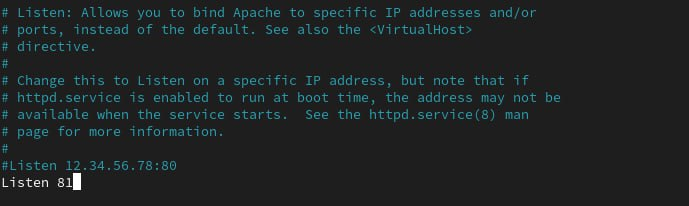 # Listen: Allows you to bind Apache to specific IP addresses and/or
# ports, instead of the default. See also the <VirtualHost>
# directive.
#
# Change this to Listen on a specific IP address, but note that if
# httpd.service is enabled to run at boot time, the address may not be
# available when the service starts.  See the httpd.service(8) man
# page for more information.
#
#Listen 12.34.56.78:80
Listen 81